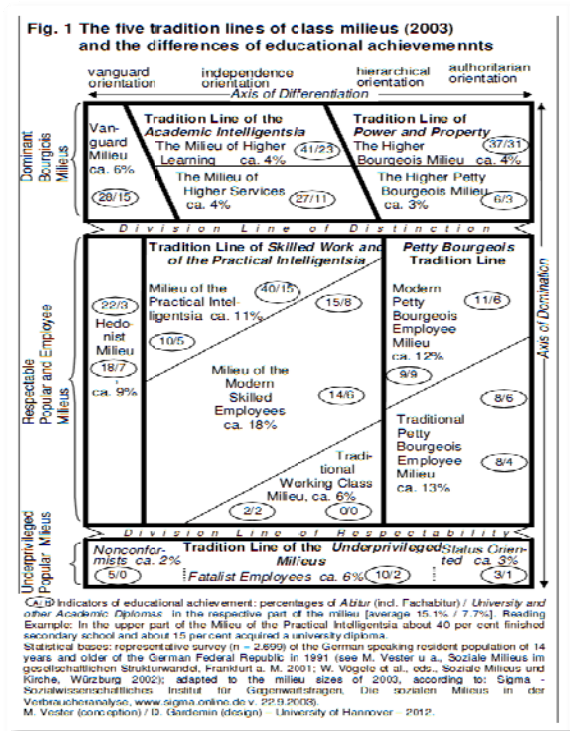 Fig. 1 The five tradition lines of class milieus (2003)
and the differences of educational achievemennts
vanguard orientation
independence orientation
hierarchical orientation
authoritarian orientation
Axis of Differentiation
Dominant Bourgiois Milieus
Van-
guard
Milieu
ca. 6%
28/15
Tradition Line of the
Academic Intelligentsia
The Milieu of Higher
Learning ca. 4%
41/23
The Milieu of
Higher Services
ca. 4%
27/11
Tradition Line of
Power and Property
The Higher
Bourgeois Milieu ca. 4%
37/31
The Higher Petty
Bourgeois Milieu
ca. 3%
6/3
Division Line of Distinction
Axis of Domination
Respectable Popular and Employee Milieus
22/3
Hedo-
nist
Milieu
18/7
ca. 9%
Tradition Line of Skilled Work and
of the Practical Intelligentsia
Milieu of the
Practical Intel-
ligentsia ca. 11%
40/15
15/8
10/5
Milieu of the
Modern
Skilled
Employees
ca. 18%
14/6
Tradi-
tional
Working Class
Milieu, ca. 6%
2/2
0/0
Petty Bourgeois
Tradition Line
Modern
Petty
Bourgeois
Employee
Milieu
ca. 12%
11/6
9/9
8/6
Traditional
Petty
Bourgeois
Employee
Milieu
ca. 13%
8/4
Division Line of Respectability
Underprivileged Popular Milieus
Nonconfor-
mists ca. 2%
5/0
Tradition Line of the Underprivileged
Milieus
Fatalist Employees ca. 6%
10/2
Status Orien-
ted ca. 3%
3/1
Indicators of educational achievement: percentages of Abitur (incl. Fachabitur) / University and
other Academic Diplomas in the respective part of the milieu [average 15.1% / 7.7%]. Reading
Example: In the upper part of the Milieu of the Practical Intelligentsia about 40 per cent finished
secondary school and about 15 per cent acquired a university diploma.
Statistical bases: representative survey (n = 2.699) of the German speaking resident population of 14
years and older of the German Federal Republic in 1991 (see M. Vester u a., Soziale Milieus im
gesellschaftlichen Strukturwandel, Frankfurt a. M. 2001; W. Vögele et al., eds., Soziale Milieus und
Kirche, Würzburg 2002); adapted to the milieu sizes of 2003, according to: Sigma -
Sozialwissenschaftliches Institut für Gegenwartsfragen, Die sozialen Milieus in der
Verbraucheranalyse, www.sigma.online.de v. 22.9.2003).
M. Vester (conception) / D. Gardemin (design) – University of Hannover – 2012.